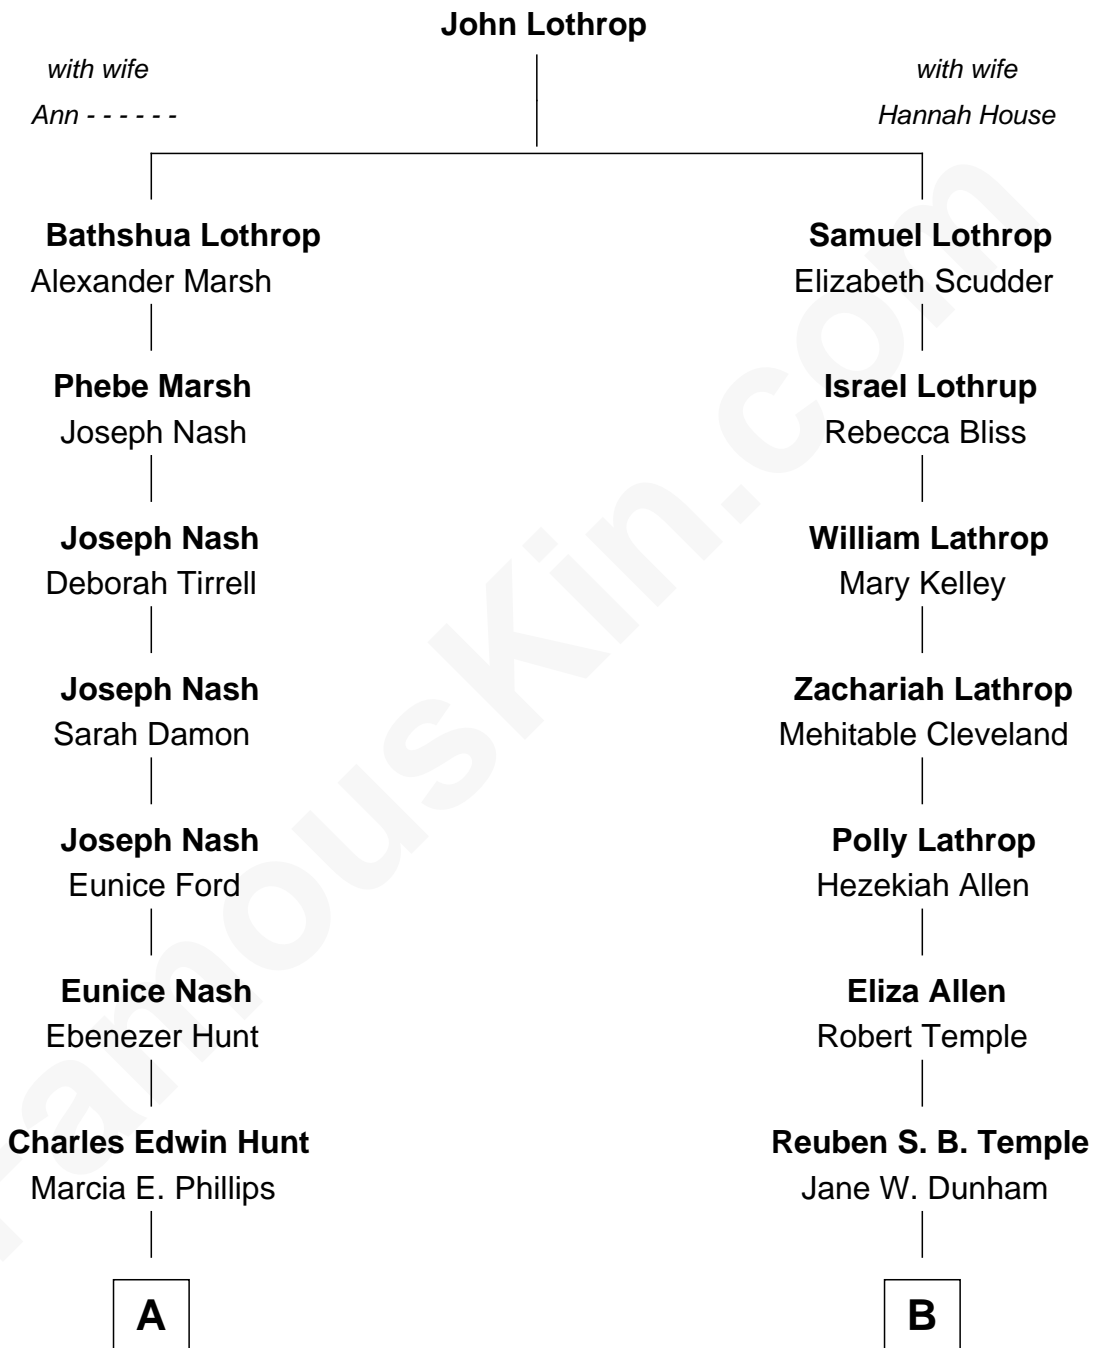 John Lothrop
with wife
Ann - - - - - -
with wife
Hannah House
Bathshua Lothrop
Alexander Marsh
Samuel Lothrop
Elizabeth Scudder
Phebe Marsh
Joseph Nash
Israel Lothrup
Rebecca Bliss
Joseph Nash
Deborah Tirrell
William Lathrop
Mary Kelley
Joseph Nash
Sarah Damon
Zachariah Lathrop
Mehitable Cleveland
Joseph Nash
Eunice Ford
Polly Lathrop
Hezekiah Allen
Eunice Nash
Ebenezer Hunt
Eliza Allen
Robert Temple
Charles Edwin Hunt
Marcia E. Phillips
Reuben S. B. Temple
Jane W. Dunham
A
B
FamousKin.com